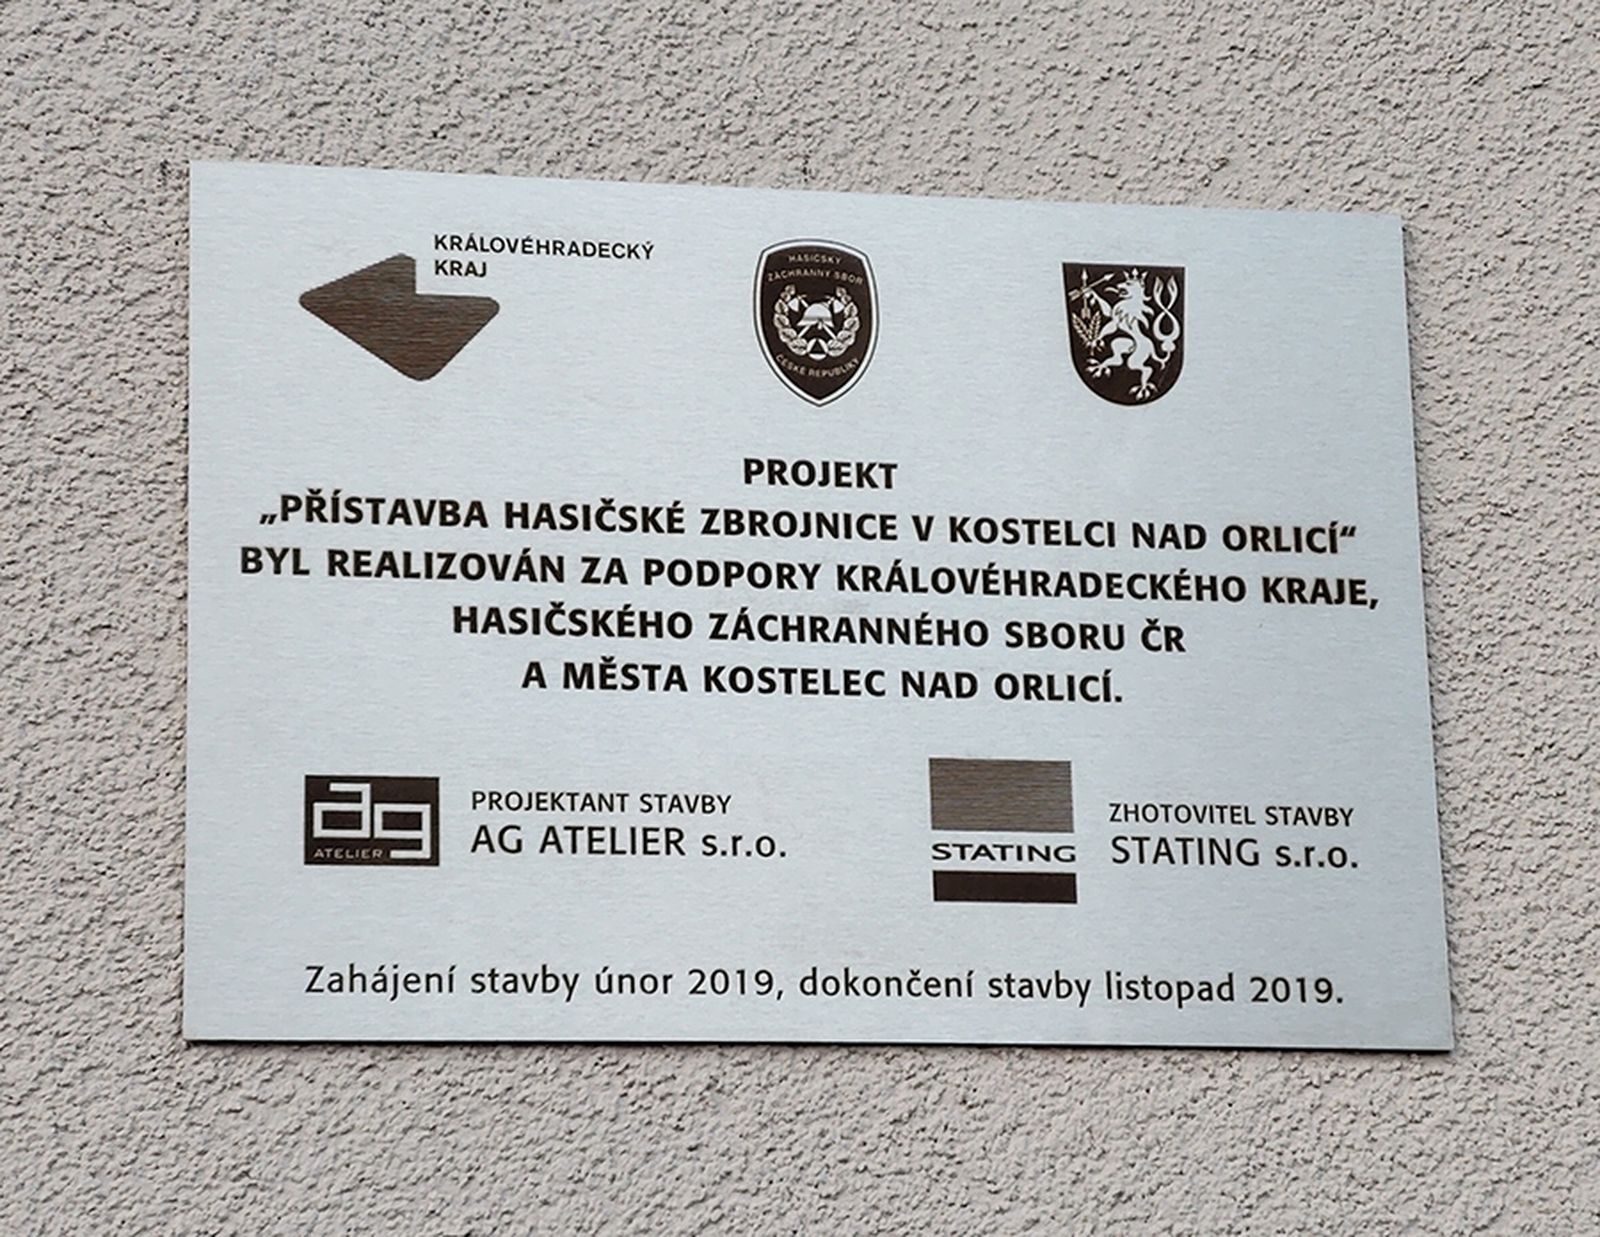 KRÁLOVÉHRADECKÝ
KRAJ
HASIČSKÝ
ZÁCHRANNÝ SBOR
ČESKÉ REPUBLIKY
PROJEKT
„PŘÍSTAVBA HASIČSKÉ ZBROJNICE V KOSTELCI NAD ORLICÍ“
BYL REALIZOVÁN ZA PODPORY KRÁLOVÉHRADECKÉHO KRAJE,
HASIČSKÉHO ZÁCHRANNÉHO SBORU ČR
A MĚSTA KOSTELEC NAD ORLICÍ.
ag
ATELIER
PROJEKTANT STAVBY
AG ATELIER s.r.o.
STATING
ZHOTOVITEL STAVBY
STATING s.r.o.
Zahájení stavby únor 2019, dokončení stavby listopad 2019.